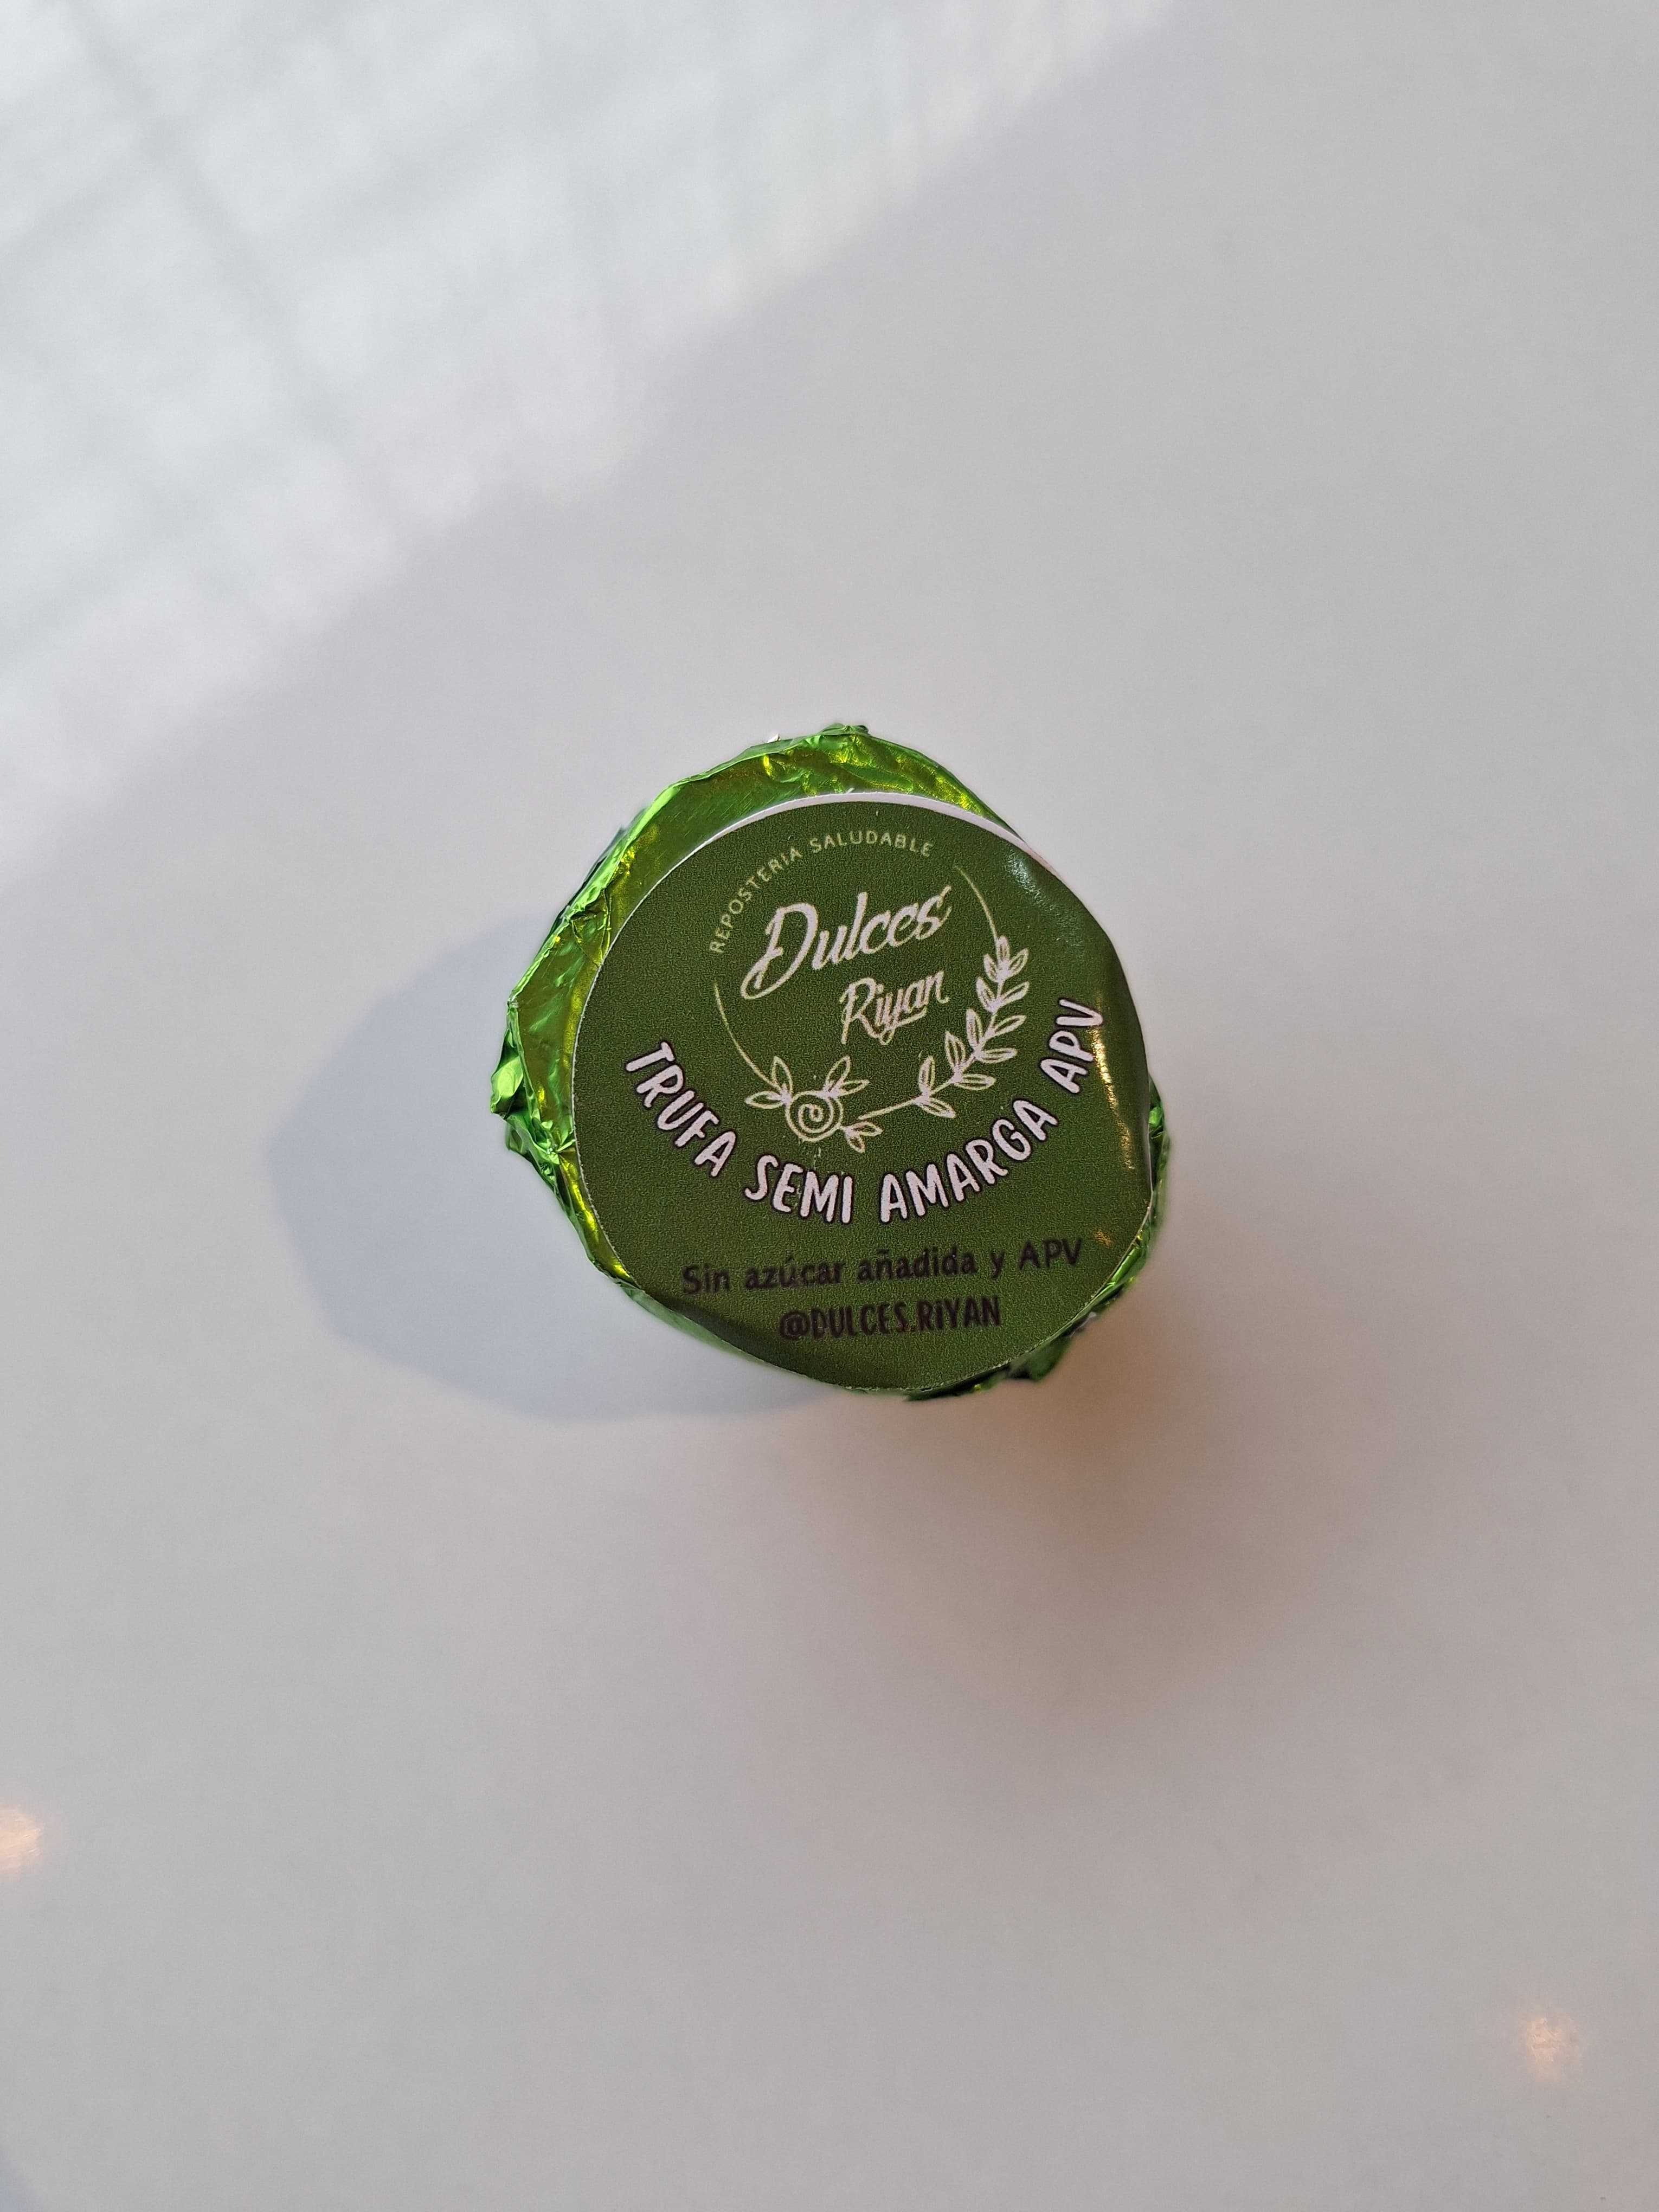 REPOSTERIA SALUDABLE
Dulces
Riyan
TRUFA SEMI AMARGA APV
Sin azúcar añadida y APV
@DULCES.RiYAN